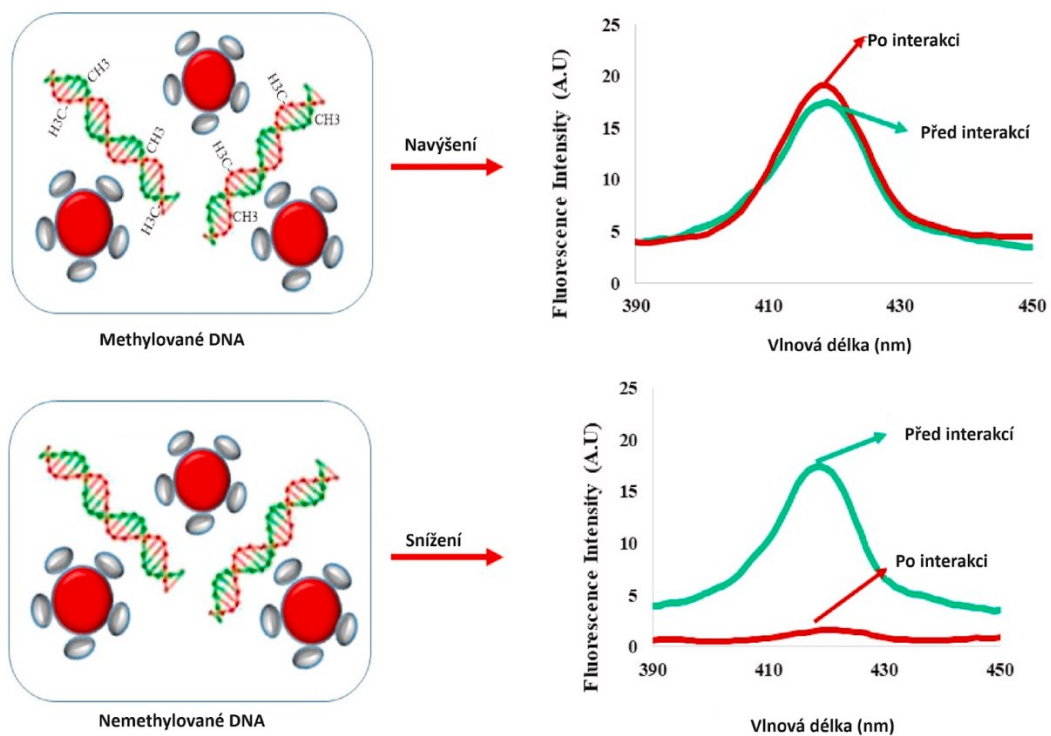 CH3
H3C-
CH3
H3C-
H3C-
CH3
H3C-
CH3
Methylované DNA
Navýšení
Fluorescence Intensity (A.U)
25
20
15
10
5
0
390
410
430
450
Po interakci
Před interakcí
Vlnová délka (nm)
Nemethylované DNA
Snížení
Fluorescence Intensity (A.U)
25
20
15
10
5
0
390
410
430
450
Před interakcí
Po interakci
Vlnová délka (nm)